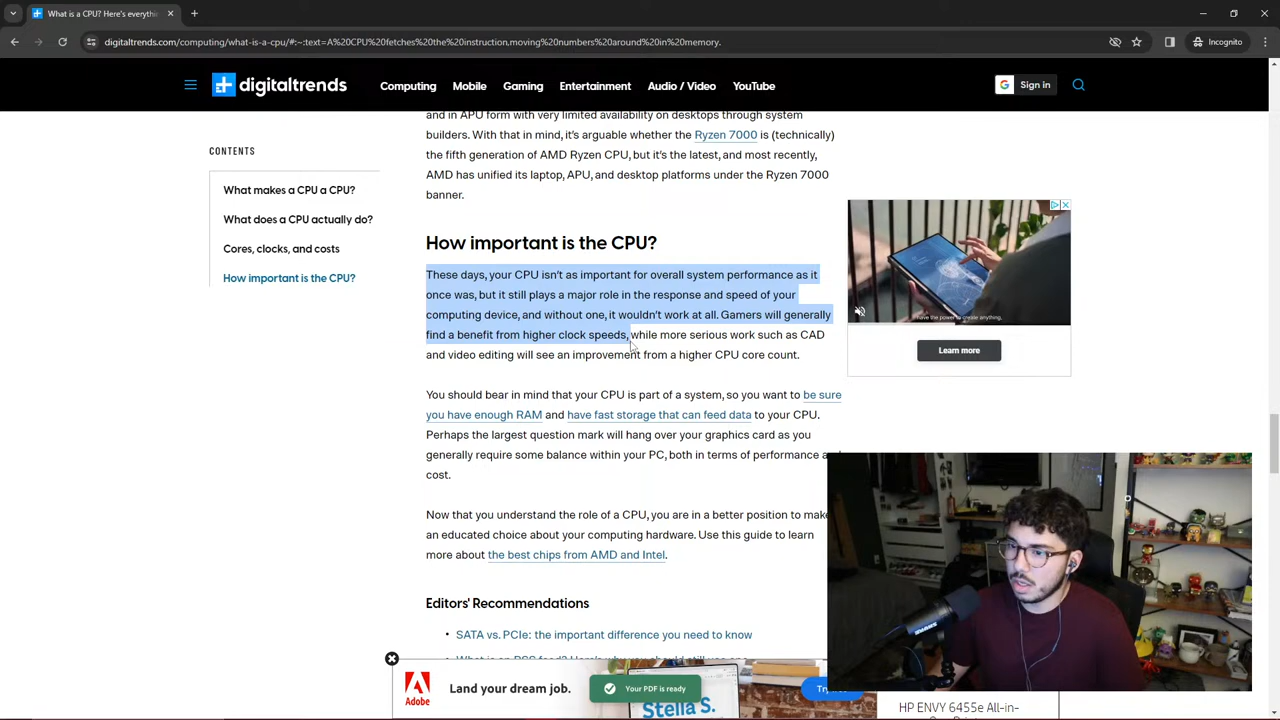 What is a CPU? Here's everythi
digitaltrends.com/computing/what-is-a-cpu/#:~:text=A%20CPU%20fetches%20the%20instruction,moving%20numbers%20around%20in%20memory.
Incognito
digitaltrends
Computing
Mobile
Gaming
Entertainment
Audio / Video
YouTube
Sign in
CONTENTS
What makes a CPU a CPU?
What does a CPU actually do?
Cores, clocks, and costs
How important is the CPU?
and in APU form with very limited availability on desktops through system
builders. With that in mind, it's arguable whether the Ryzen 7000 is (technically)
the fifth generation of AMD Ryzen CPU, but it's the latest, and most recently,
AMD has unified its laptop, APU, and desktop platforms under the Ryzen 7000
banner.
How important is the CPU?
These days, your CPU isn't as important for overall system performance as it
once was, but it still plays a major role in the response and speed of your
computing device, and without one, it wouldn't work at all. Gamers will generally
find a benefit from higher clock speeds, while more serious work such as CAD
and video editing will see an improvement from a higher CPU core count.
You should bear in mind that your CPU is part of a system, so you want to be sure
you have enough RAM and have fast storage that can feed data to your CPU.
Perhaps the largest question mark will hang over your graphics card as you
generally require some balance within your PC, both in terms of performance
cost.
Now that you understand the role of a CPU, you are in a better position to make
an educated choice about your computing hardware. Use this guide to learn
more about the best chips from AMD and Intel.
Editors' Recommendations
• SATA vs. PCIe: the important difference you need to know
have the power to create anything,
Learn more
Adobe
Land your dream job.
Your PDF is ready
Stella S.
HP ENVY 6455e All-in-